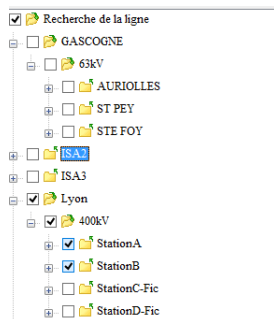 Recherche de la ligne
GASCOGNE
63kV
AURIOLLES
ST PEY
STE FOY
ISA2
ISA3
Lyon
400kV
StationA
StationB
StationC-Fic
StationD-Fic